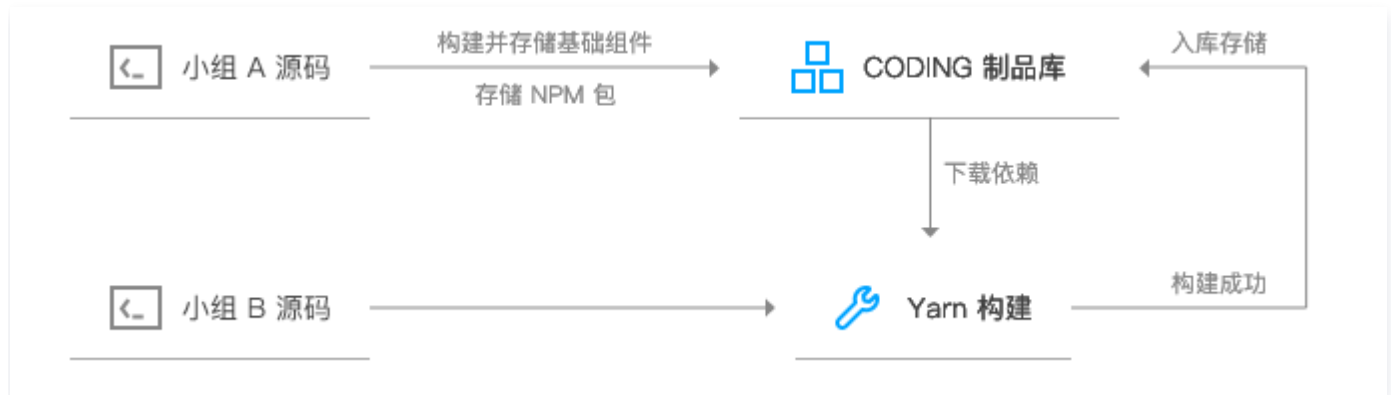 构建并存储基础组件
入库存储
小组 A 源码
CODING 制品库
存储 NPM 包
下载依赖
构建成功
小组 B 源码
Yarn 构建